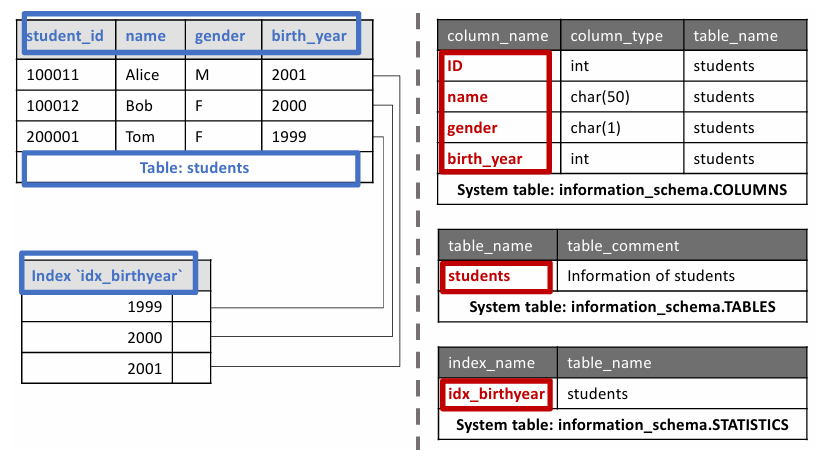 student_id name gender birth_year
100011 Alice M 2001
100012 Bob F 2000
200001 Tom F 1999
Table: students
Index `idx_birthyear`
1999
2000
2001
column_name column_type table_name
ID int students
name char(50) students
gender char(1) students
birth_year int students
System table: information_schema.COLUMNS
table_name table_comment
students Information of students
System table: information_schema.TABLES
index_name table_name
idx_birthyear students
System table: information_schema.STATISTICS